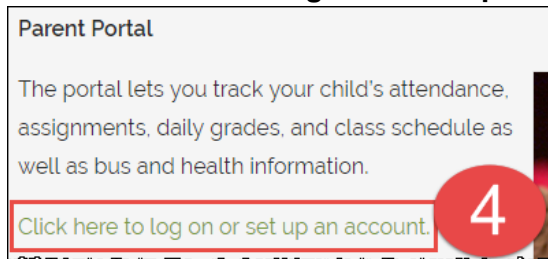 Parent Portal
The portal lets you track your child's attendance,
assignments, daily grades, and class schedule as
well as bus and health information.
Click here to log on or set up an account.
4